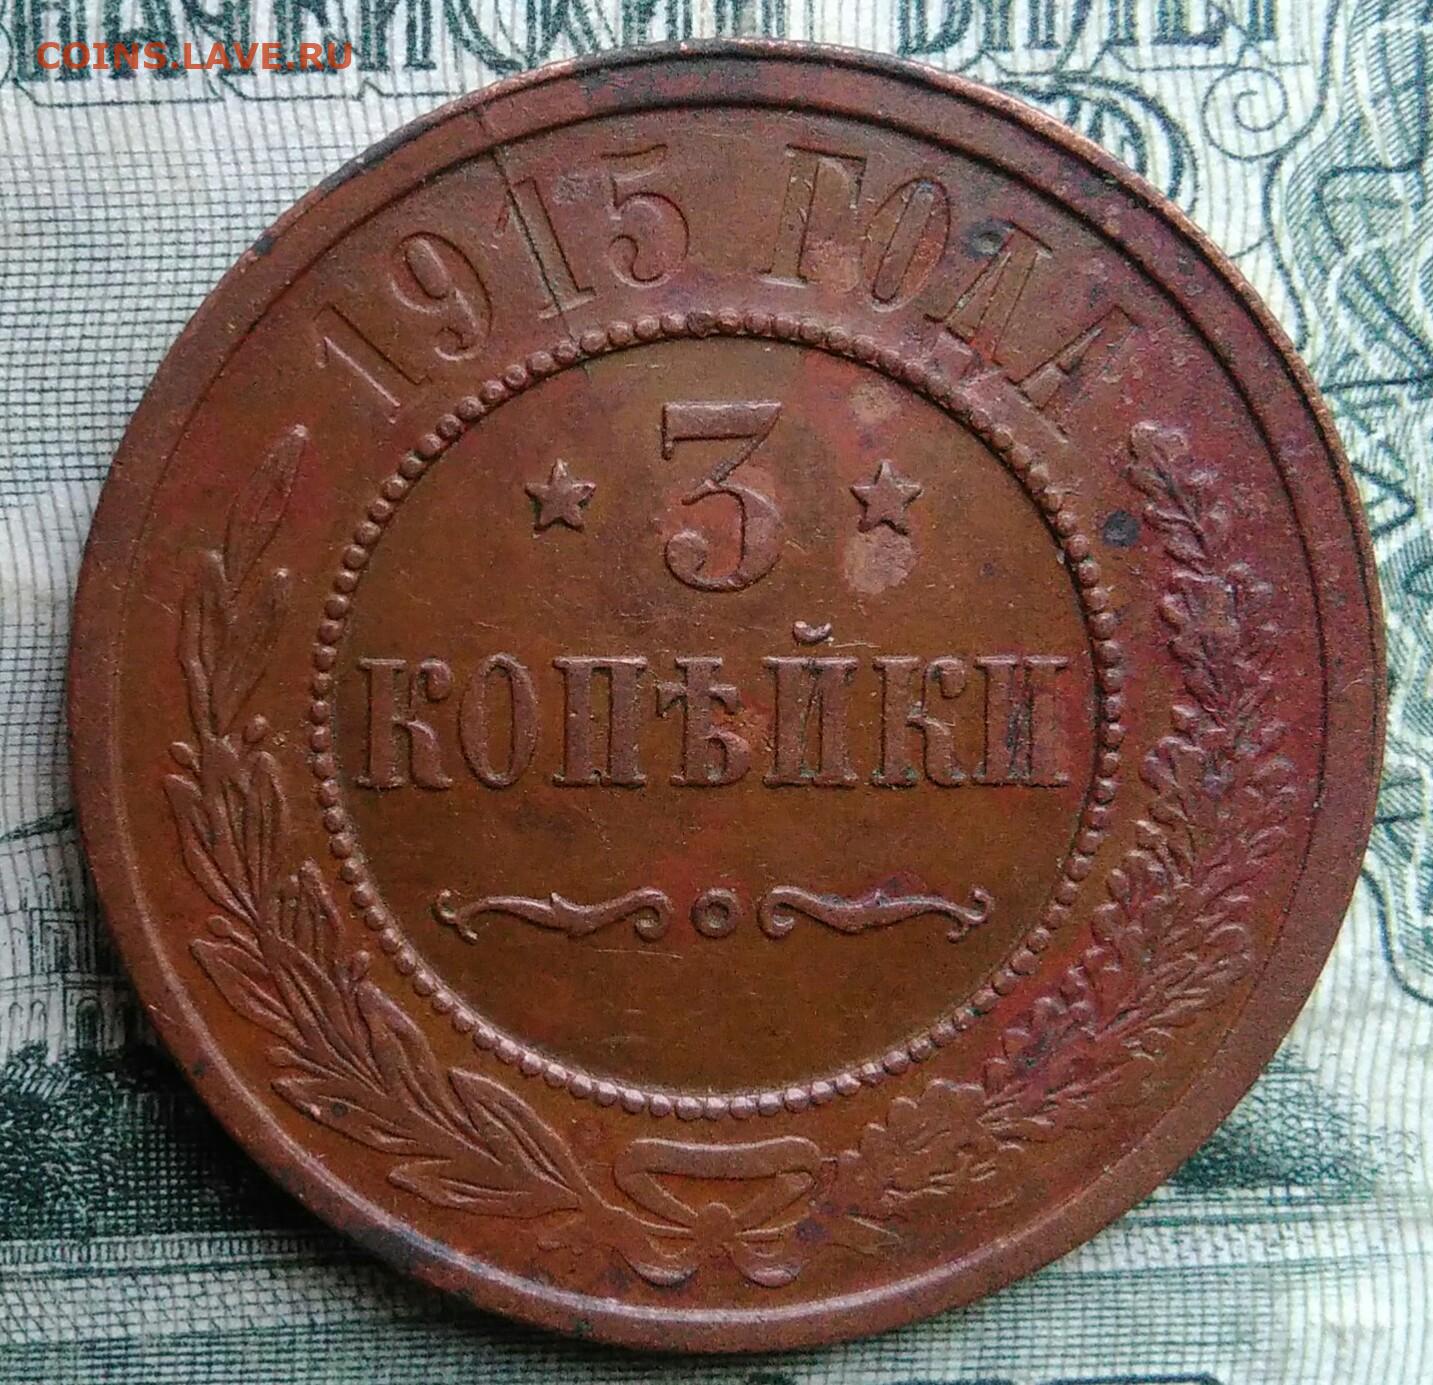 COINS.LAVE.RU
1915 ГОДА
3
КОПѢЙКИ